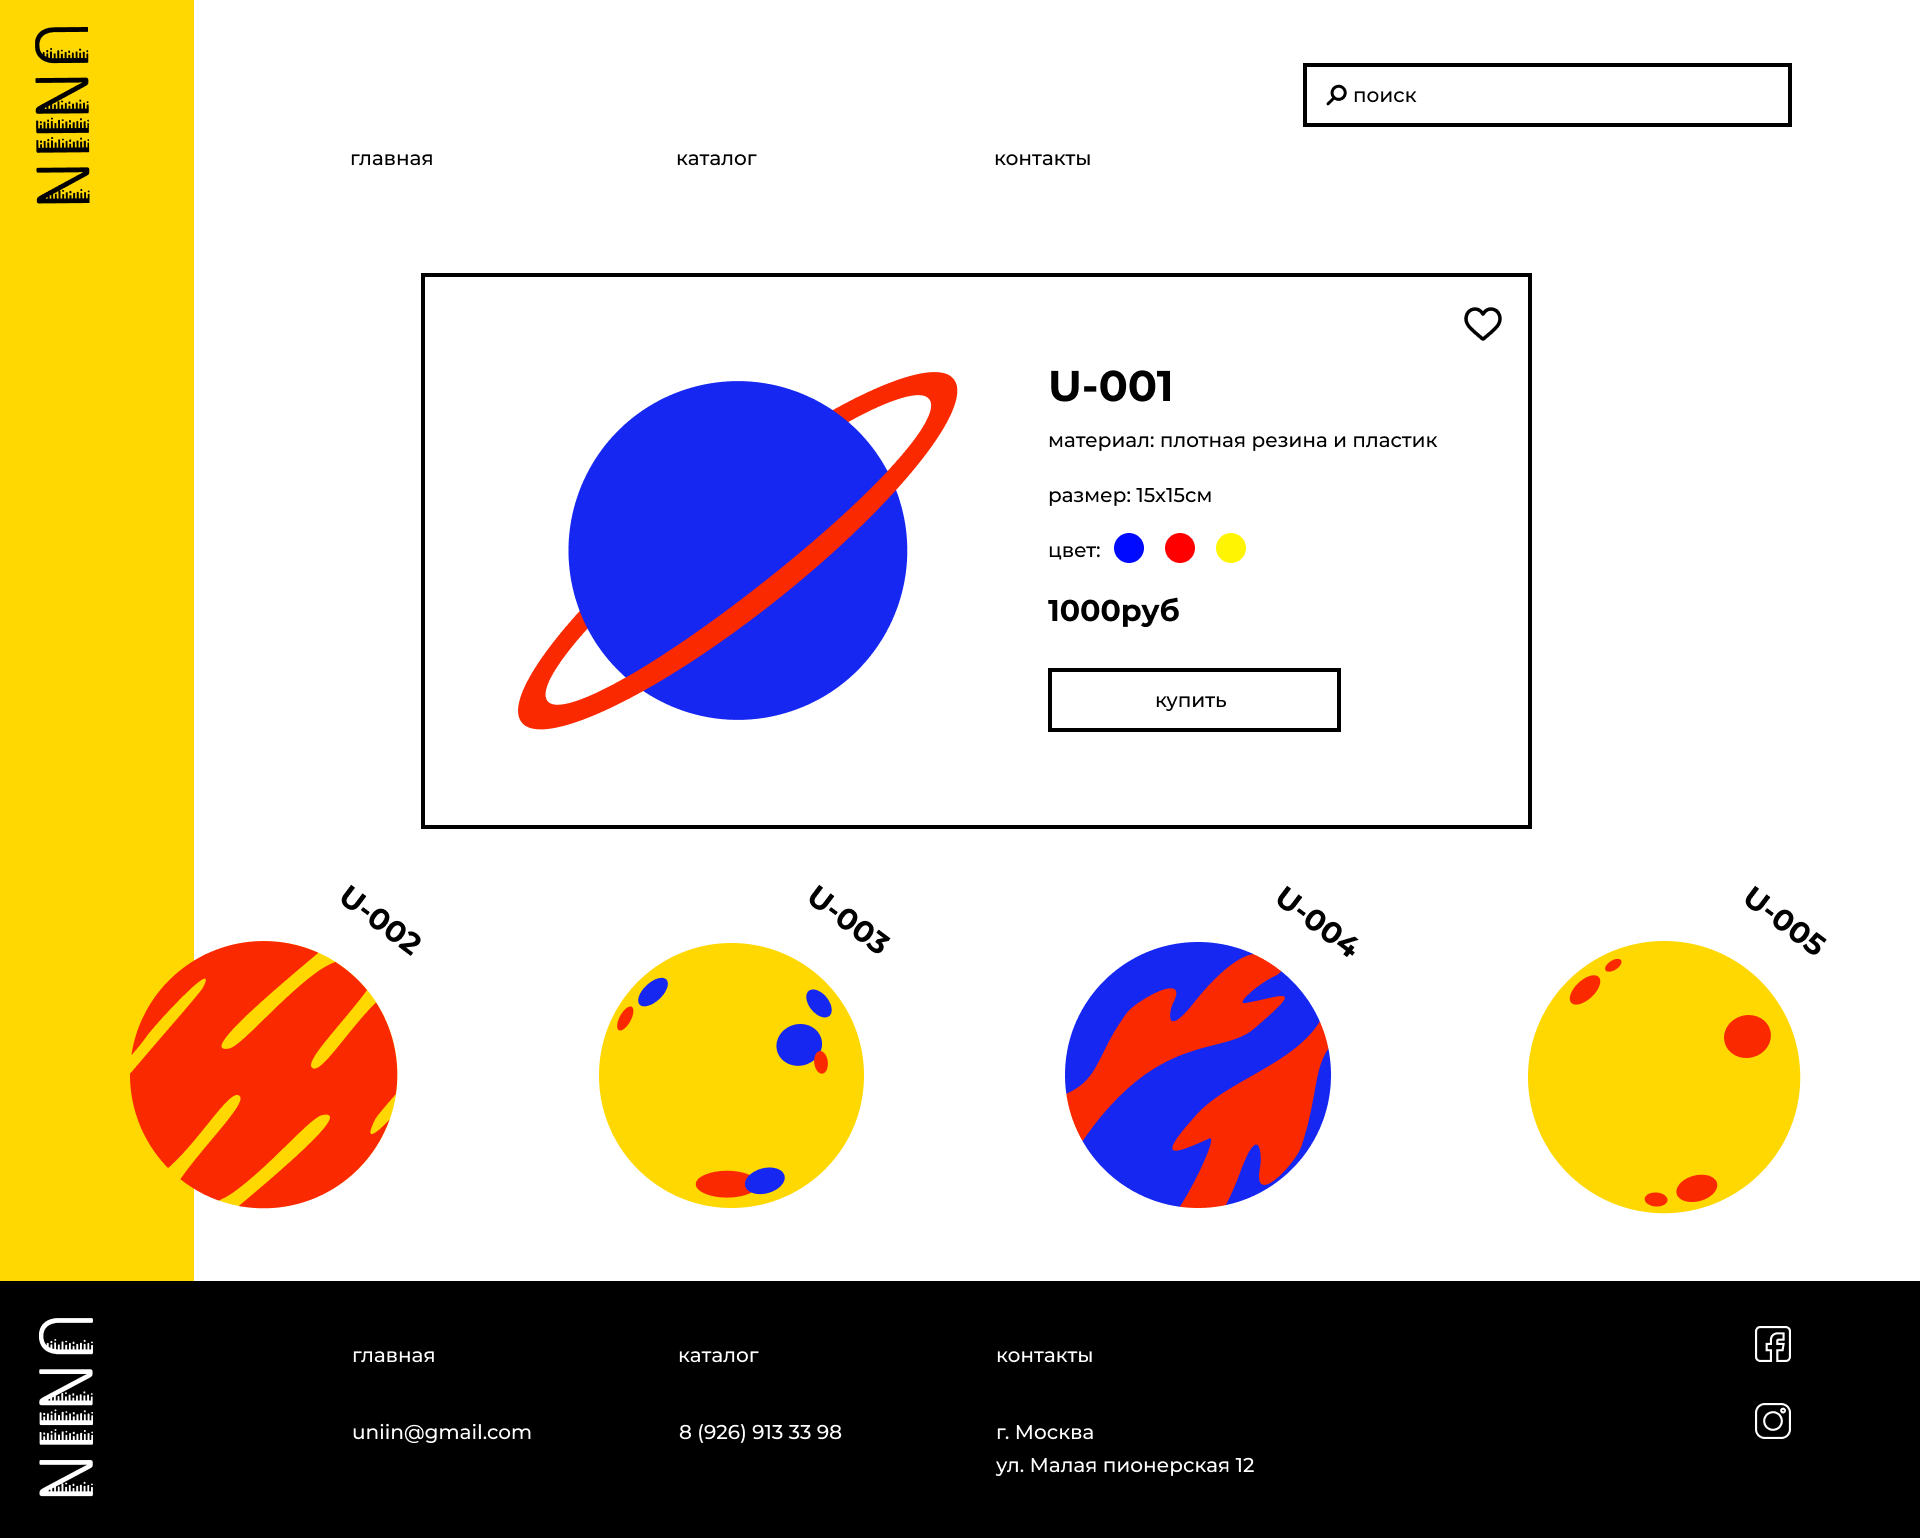 UNIIN
поиск
главная
каталог
контакты
U-001
материал: плотная резина и пластик
размер: 15х15см
цвет:
1000руб
купить
U-002
U-003
U-004
U-005
UNIIN
главная
каталог
контакты
uniin@gmail.com
8 (926) 913 33 98
г. Москва
ул. Малая пионерская 12